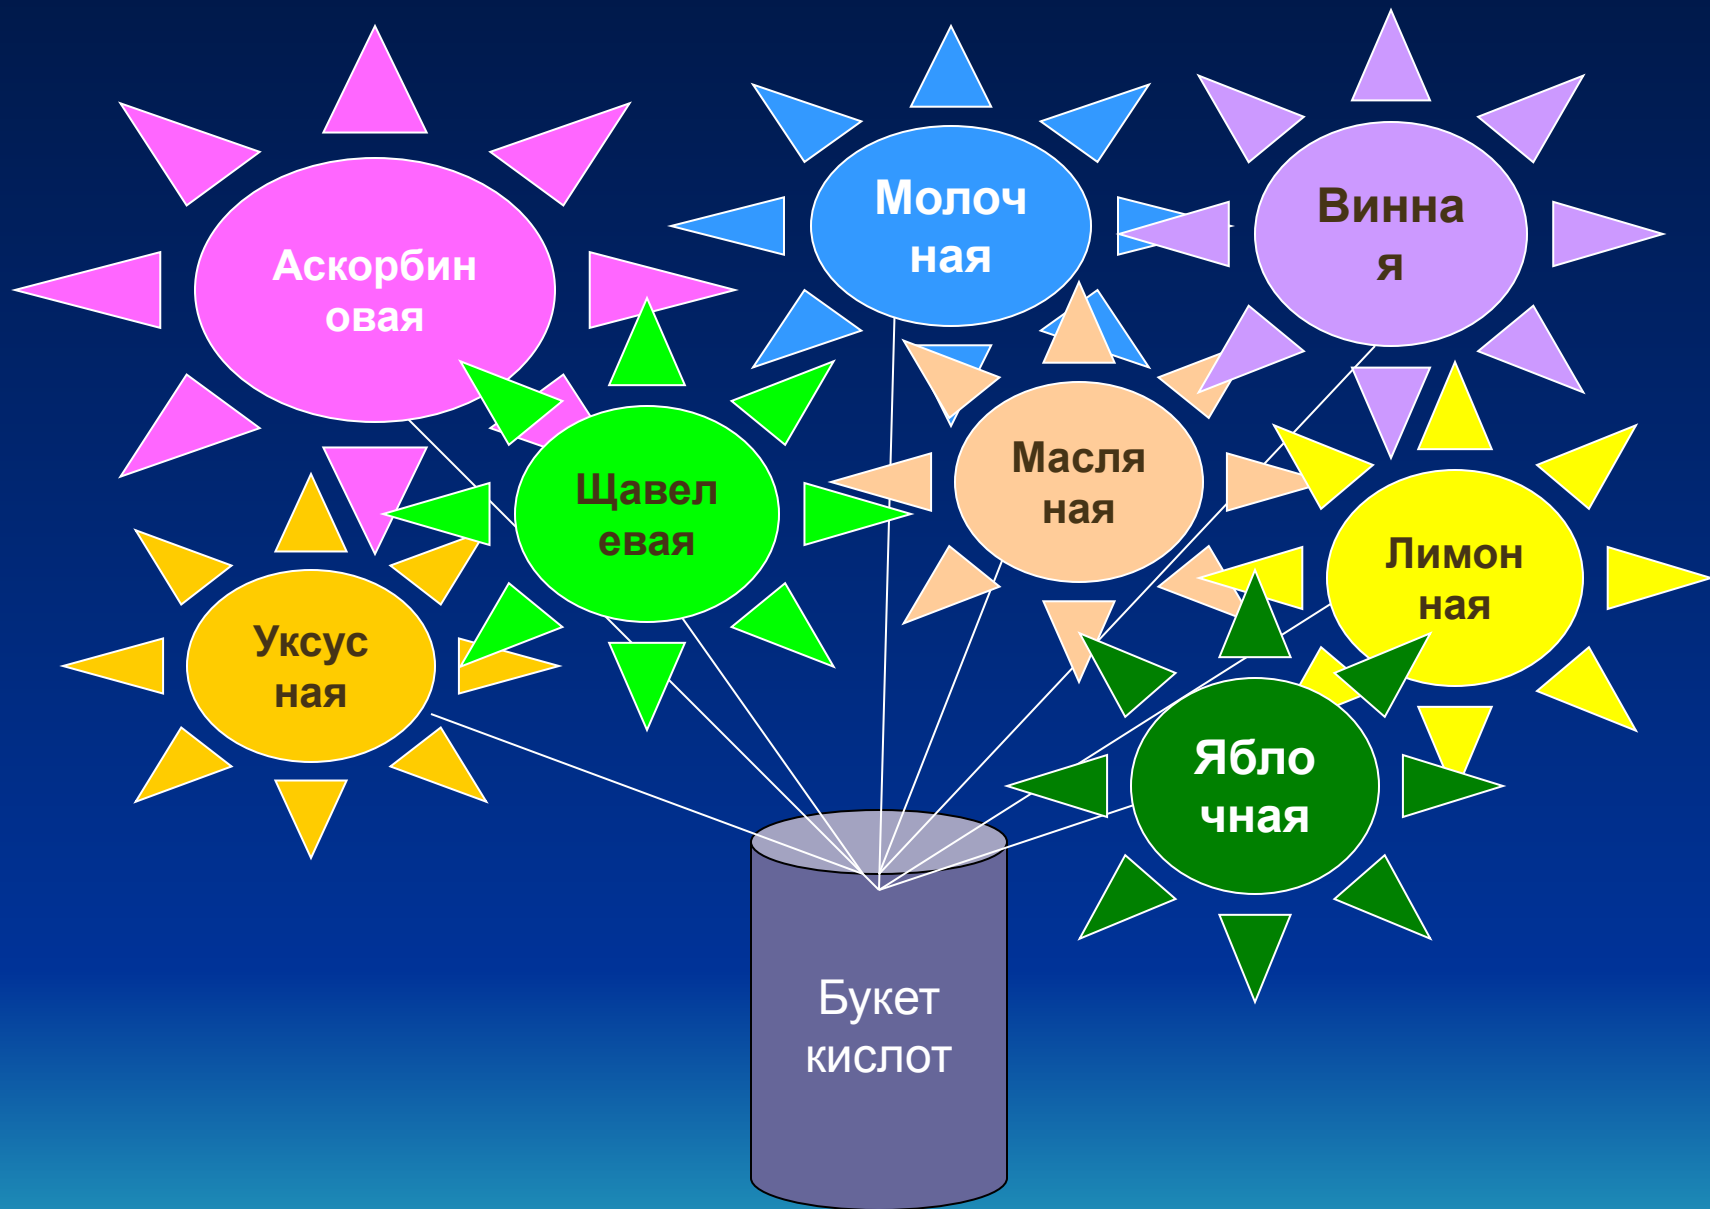 Аскорбин
овая
Молоч
ная
Винна
я
Щавел
евая
Масля
ная
Лимон
ная
Уксус
ная
Ябло
чная
Букет
кислот